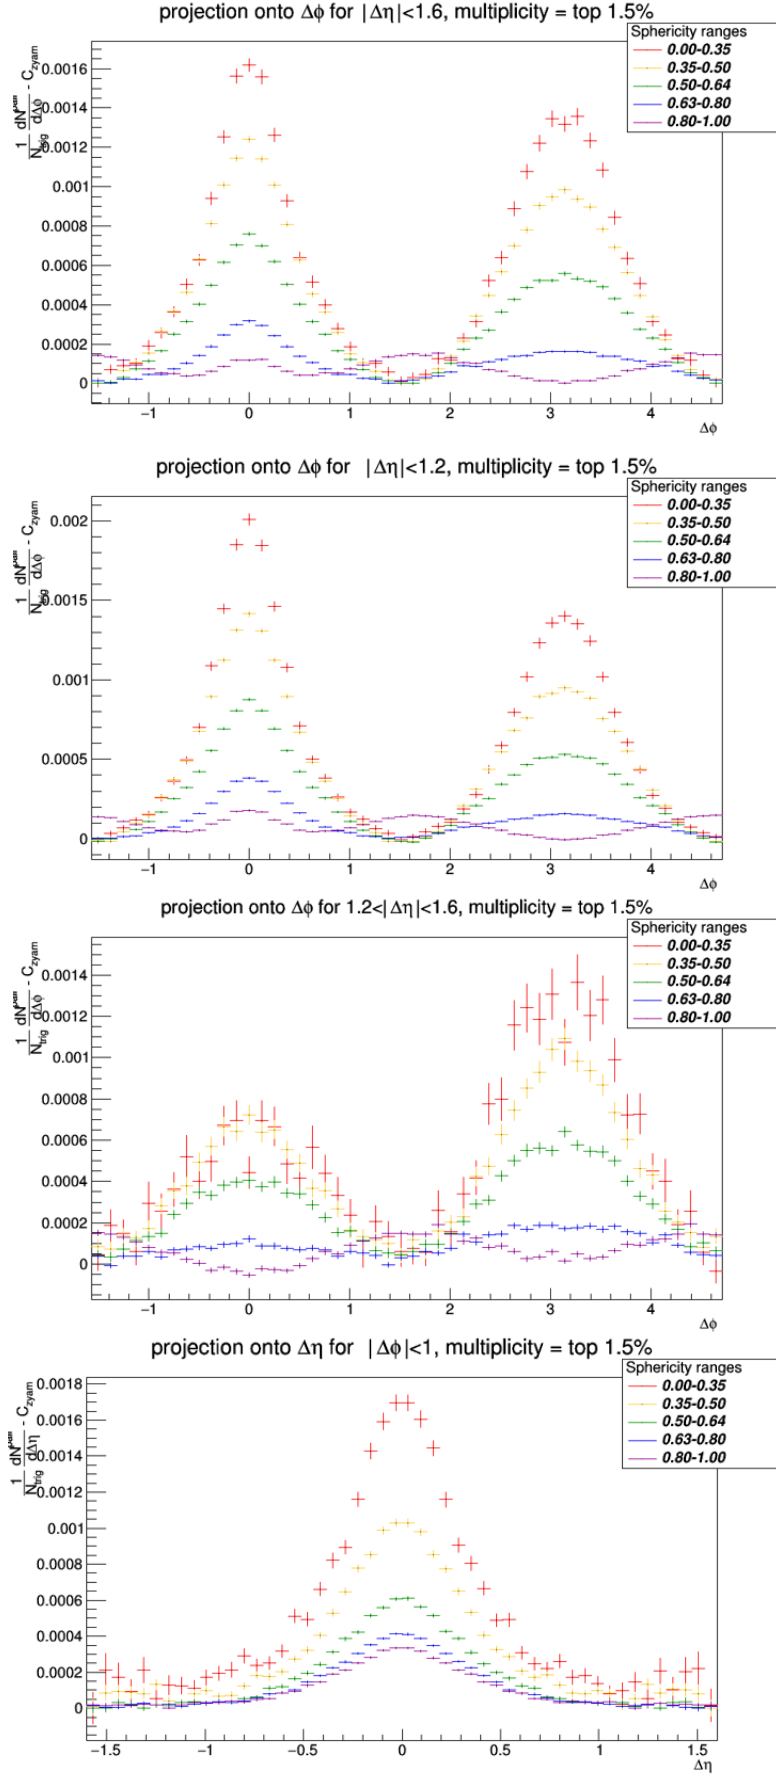 projection onto Δϕ for |Δη|<1.6, multiplicity = top 1.5%
Sphericity ranges
0.00-0.35
0.35-0.50
0.50-0.64
0.63-0.80
0.80-1.00
0.0016
0.0014
0.0012
0.001
0.0008
0.0006
0.0004
0.0002
0
−1 0 1 2 3 4
Δϕ
projection onto Δϕ for |Δη|<1.2, multiplicity = top 1.5%
Sphericity ranges
0.00-0.35
0.35-0.50
0.50-0.64
0.63-0.80
0.80-1.00
0.002
0.0015
0.001
0.0005
0
−1 0 1 2 3 4
Δϕ
projection onto Δϕ for 1.2<|Δη|<1.6, multiplicity = top 1.5%
Sphericity ranges
0.00-0.35
0.35-0.50
0.50-0.64
0.63-0.80
0.80-1.00
1 dN
N_trig dΔϕ - C_zyam
0.0014
0.0012
0.001
0.0008
0.0006
0.0004
0.0002
0
−1 0 1 2 3 4
Δϕ
projection onto Δη for |Δϕ|<1, multiplicity = top 1.5%
Sphericity ranges
0.00-0.35
0.35-0.50
0.50-0.64
0.63-0.80
0.80-1.00
1 dN
N_trig dΔη - C_zyam
0.0018
0.0016
0.0014
0.0012
0.001
0.0008
0.0006
0.0004
0.0002
0
−1.5 −1 −0.5 0 0.5 1 1.5
Δη